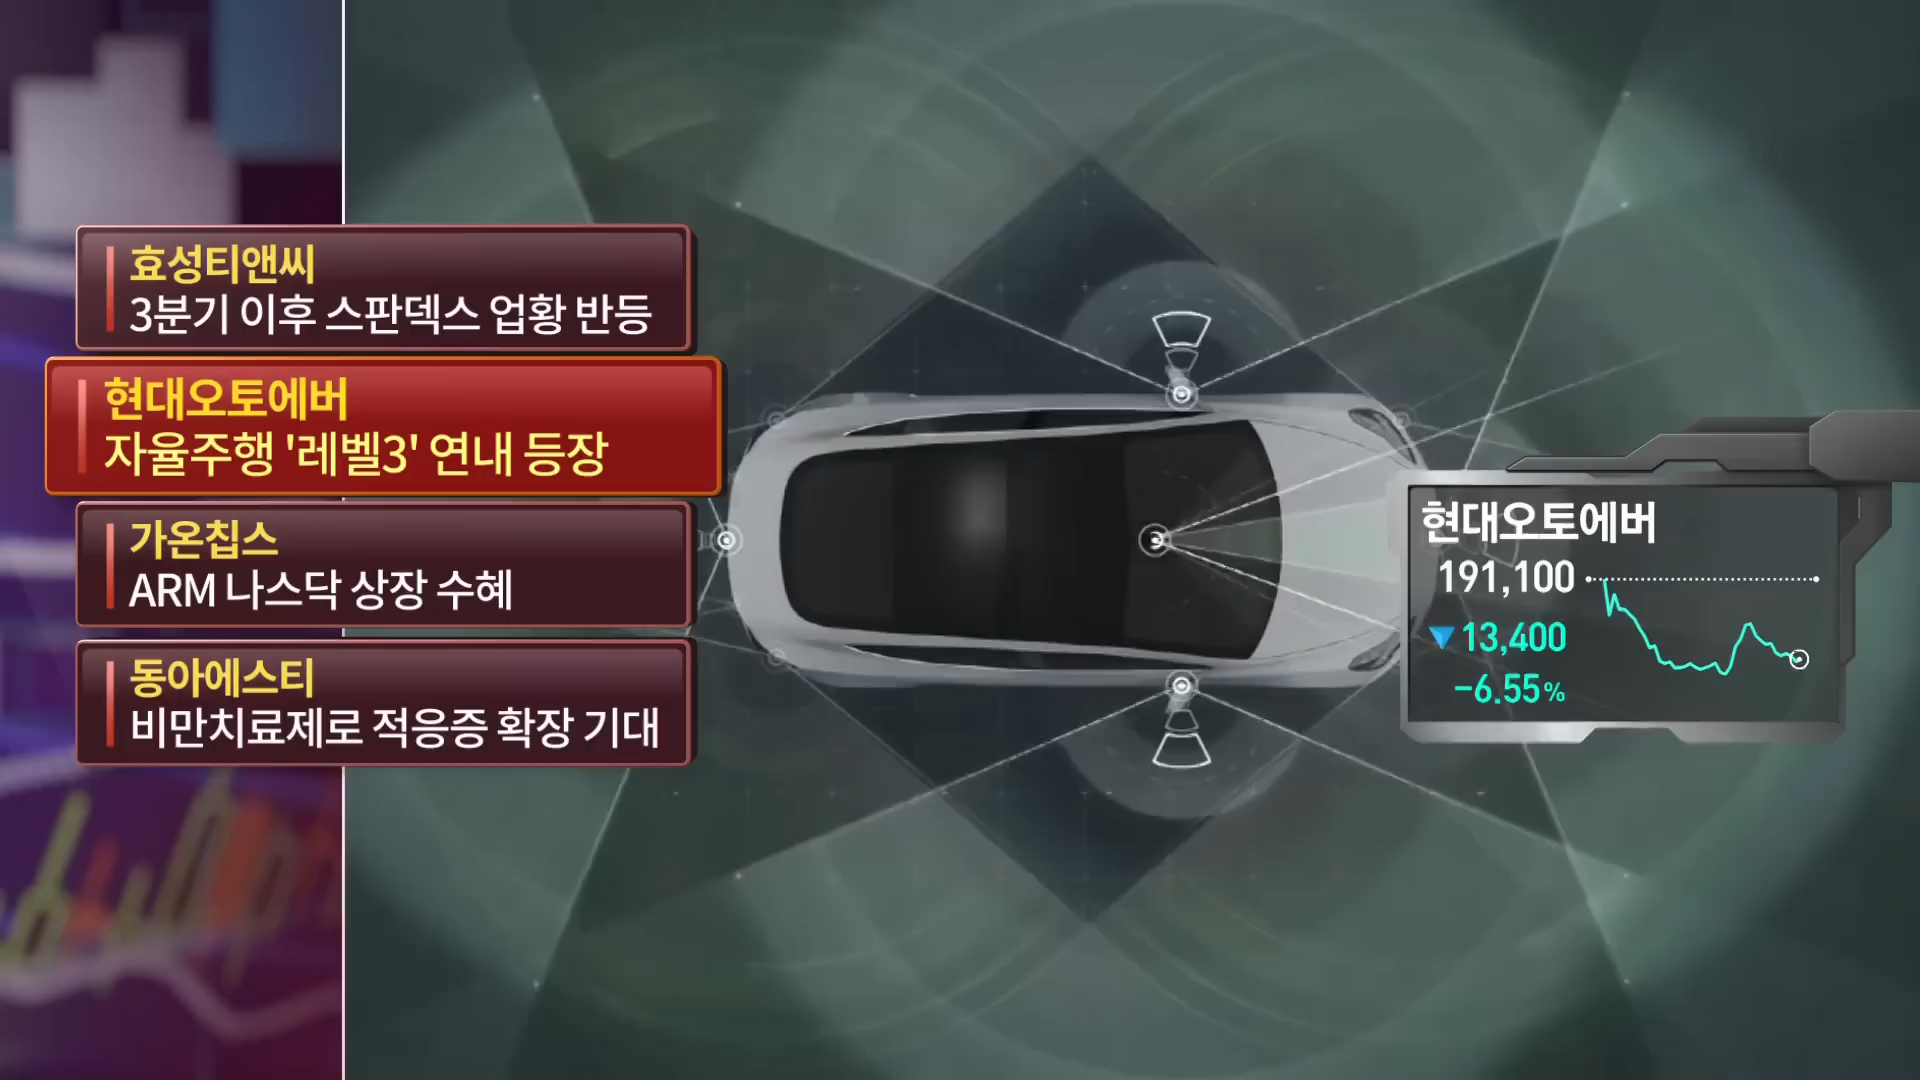 효성티앤씨
3분기 이후 스판덱스 업황 반등
현대오토에버
자율주행 '레벨3' 연내 등장
가온칩스
ARM 나스닥 상장 수혜
동아에스티
비만치료제로 적응증 확장 기대
현대오토에버
191,100
▼13,400
-6.55%